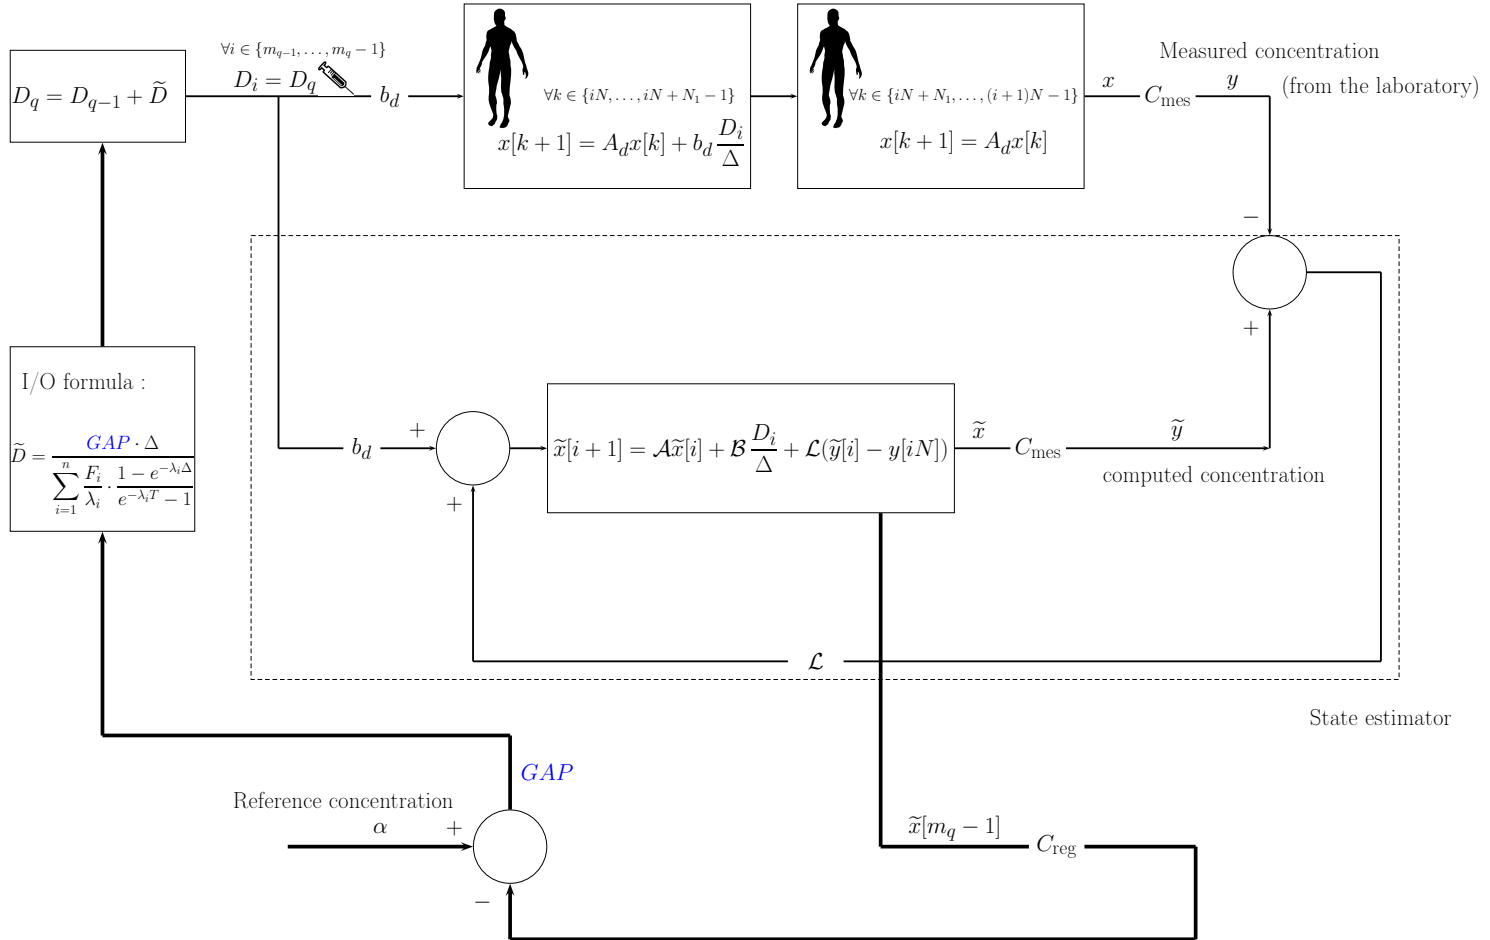 ∀i ∈ {m_{q−1}, …, m_q − 1}
D_q = D_{q−1} + D̃
D_i = D_q
b_d
∀k ∈ {iN, …, iN + N_1 − 1}
x[k + 1] = A_d x[k] + b_d D_i/Δ
∀k ∈ {iN + N_1, …, (i + 1)N − 1}
x[k + 1] = A_d x[k]
x
C_mes
y
Measured concentration
(from the laboratory)
−
+
I/O formula :
D̃ = (GAP · Δ) / (∑_{i=1}^{n} F_i/λ_i · (1 − e^{−λ_iΔ})/(e^{−λ_iT} − 1))
b_d
+
+
x̃[i + 1] = 𝒜x̃[i] + ℬ D_i/Δ + ℒ(ỹ[i] − y[iN])
x̃
C_mes
ỹ
computed concentration
ℒ
State estimator
GAP
Reference concentration
α
+
−
x̃[m_q − 1]
C_reg